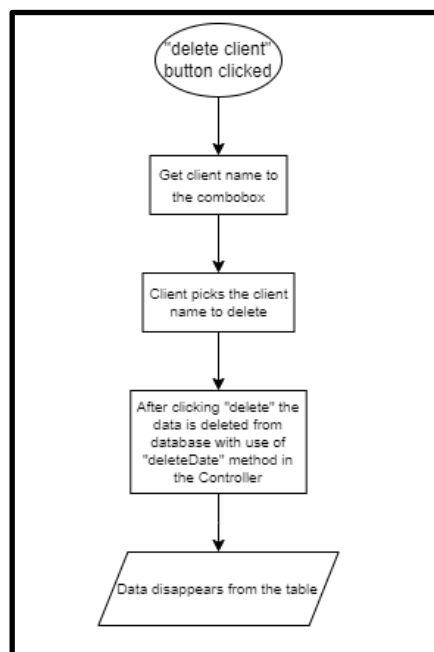 "delete client"
button clicked
Get client name to
the combobox
Client picks the client
name to delete
After clicking "delete" the
data is deleted from
database with use of
"deleteDate" method in
the Controller
Data disappears from the table